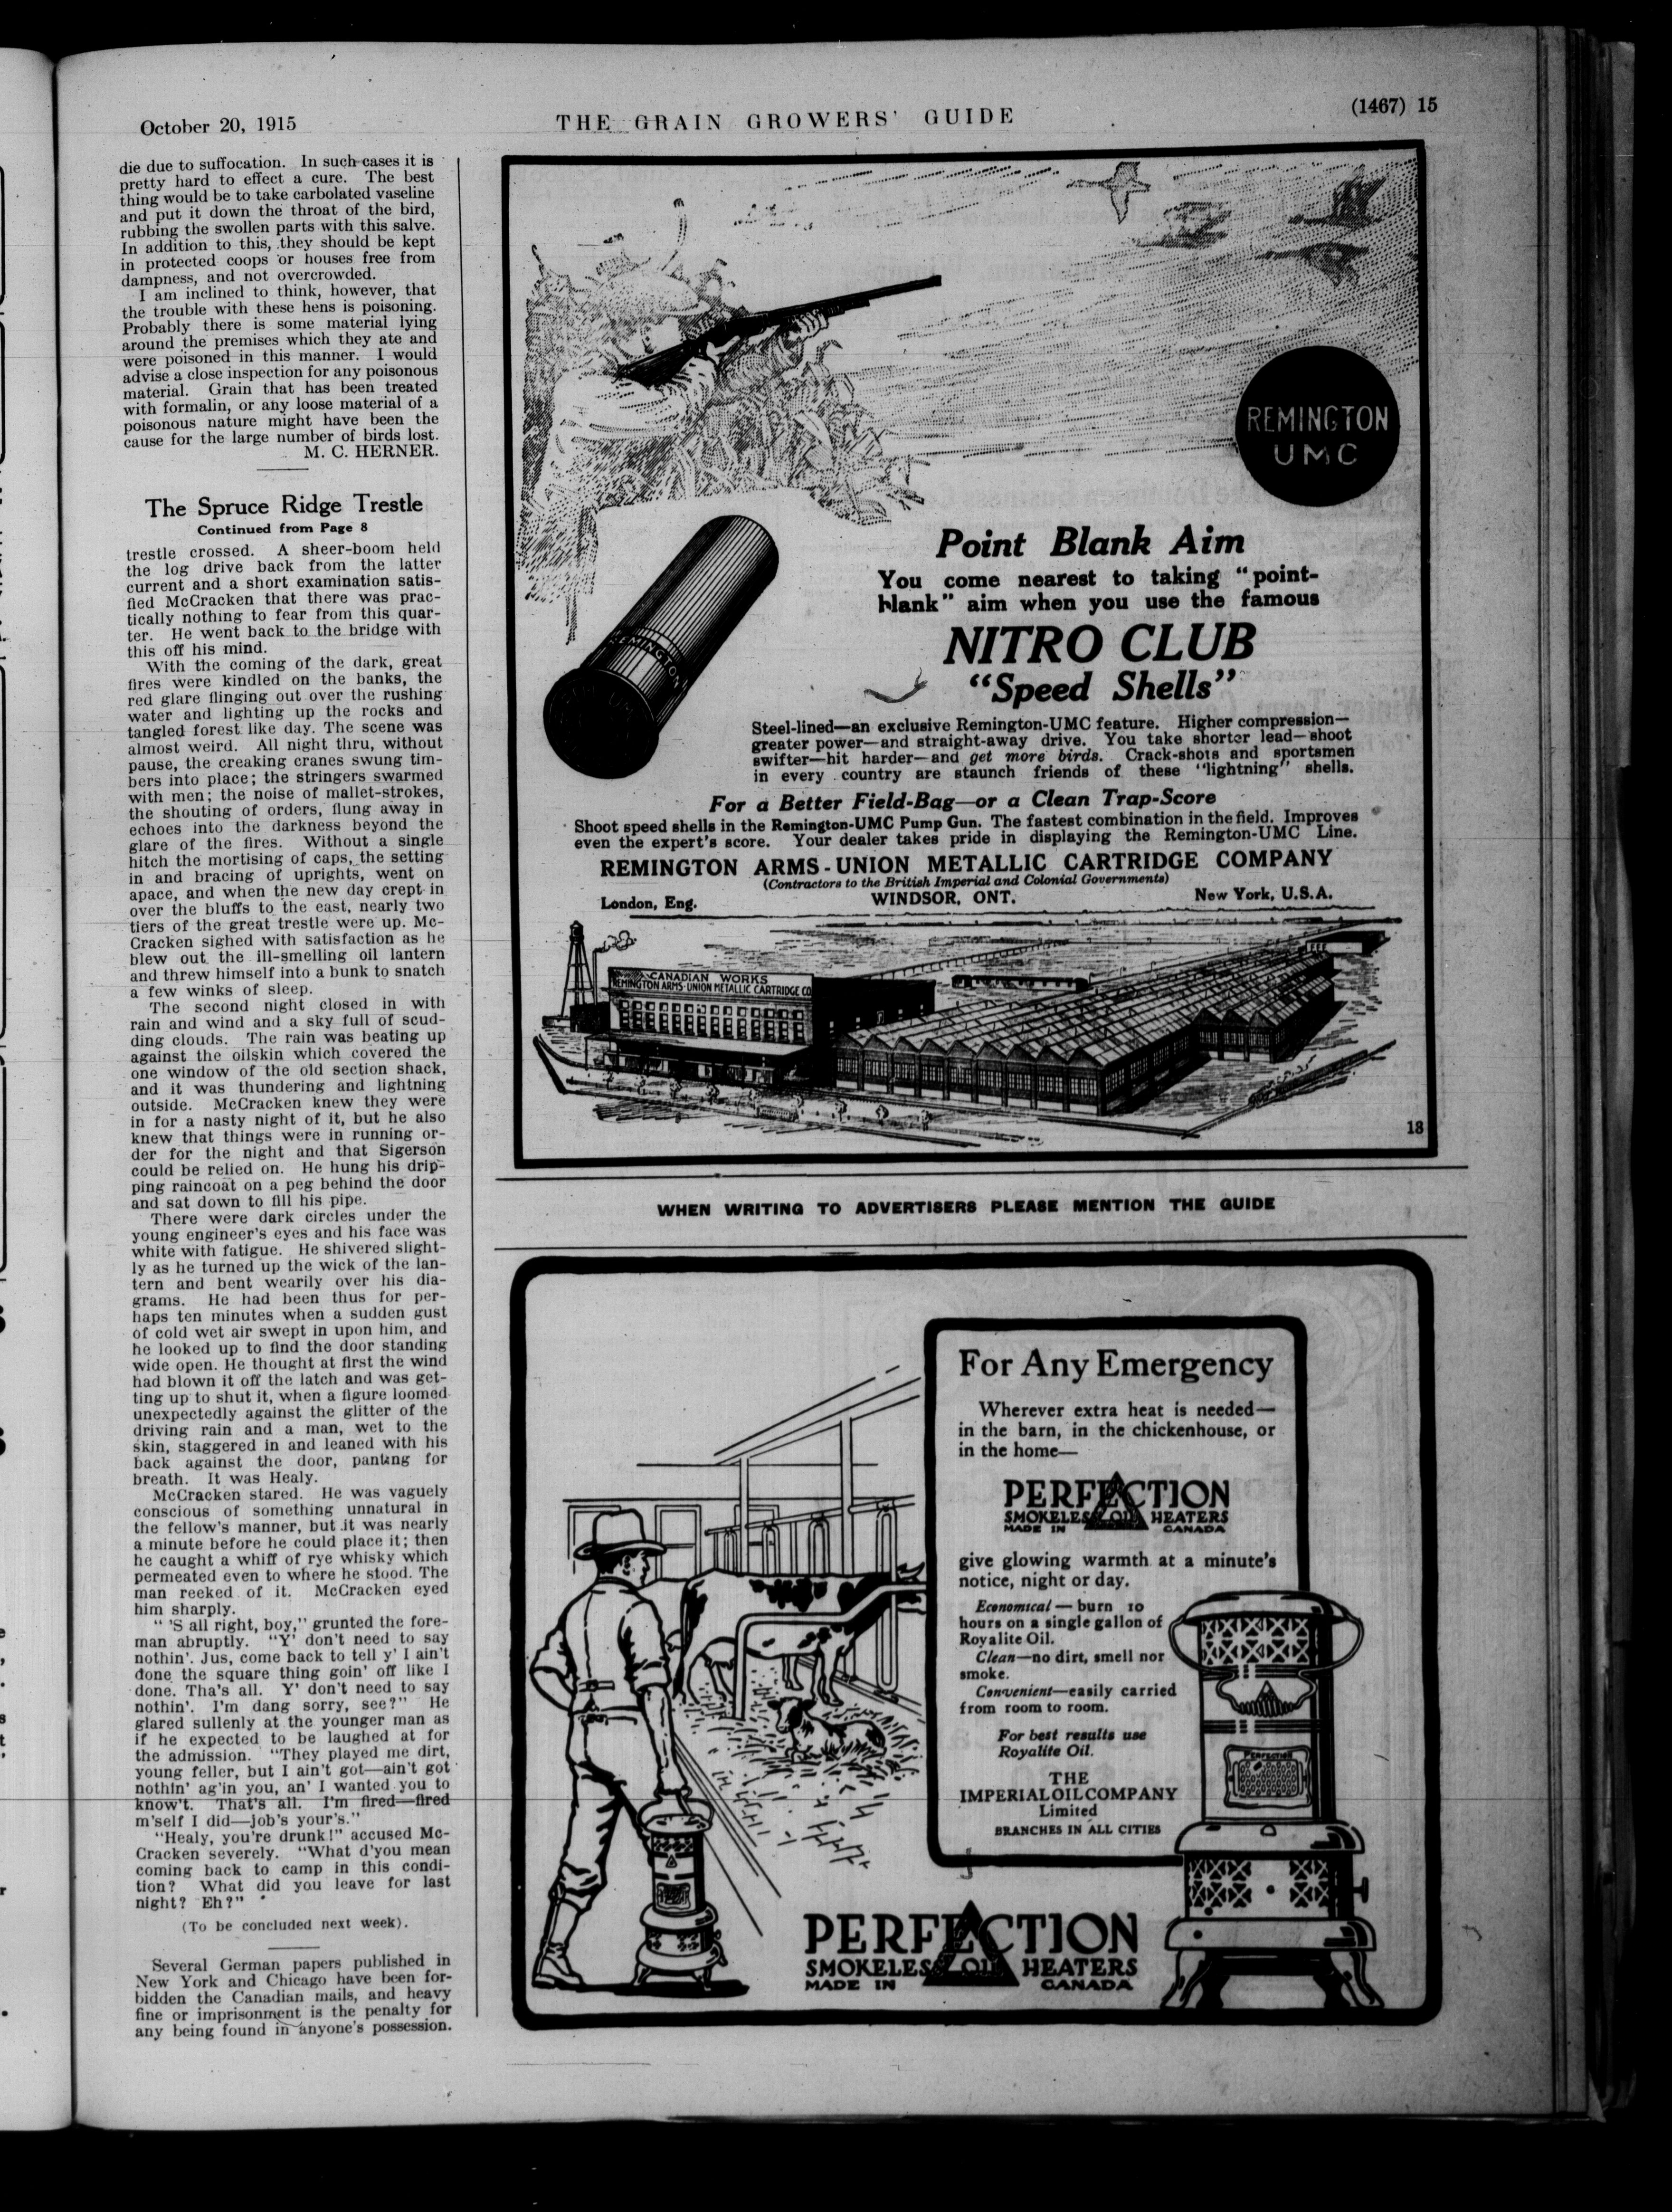 October 20, 1915
THE GRAIN GROWERS' GUIDE
(1467) 15
die due to suffocation. In such cases it is
pretty hard to effect a cure. The best
thing would be to take carbolated vaseline
and put it down the throat of the bird,
rubbing the swollen parts with this salve.
In addition to this, they should be kept
in protected coops or houses free from
dampness, and not overcrowded.
I am inclined to think, however, that
the trouble with these hens is poisoning.
Probably there is some material lying
around the premises which they ate and
were poisoned in this manner. I would
advise a close inspection for any poisonous
material. Grain that has been treated
with formalin, or any loose material of a
poisonous nature might have been the
cause for the large number of birds lost.
M. C. HERNER.
The Spruce Ridge Trestle
Continued from Page 8
trestle crossed. A sheer-boom held
the log drive back from the latter
current and a short examination satis-
fied McCracken that there was prac-
tically nothing to fear from this quar-
ter. He went back to the bridge with
this off his mind.
With the coming of the dark, great
fires were kindled on the banks, the
red glare flinging out over the rushing
water and lighting up the rocks and
tangled forest like day. The scene was
almost weird. All night thru, without
pause, the creaking cranes swung tim-
bers into place; the stringers swarmed
with men; the noise of mallet-strokes,
the shouting of orders, flung away in
echoes into the darkness beyond the
glare of the fires. Without a single
hitch the mortising of caps, the setting
in and bracing of uprights, went on
apace, and when the new day crept in
over the bluffs to the east, nearly two
tiers of the great trestle were up. Mc-
Cracken sighed with satisfaction as he
blew out the ill-smelling oil lantern
and threw himself into a bunk to snatch
a few winks of sleep.
The second night closed in with
rain and wind and a sky full of scud-
ding clouds. The rain was beating up
against the oilskin which covered the
one window of the old section shack,
and it was thundering and lightning
outside. McCracken knew they were
in for a nasty night of it, but he also
knew that things were in running or-
der for the night and that Sigerson
could be relied on. He hung his drip-
ping raincoat on a peg behind the door
and sat down to fill his pipe.
There were dark circles under the
young engineer's eyes and his face was
white with fatigue. He shivered slight-
ly as he turned up the wick of the lan-
tern and bent wearily over his dia-
grams. He had been thus for per-
haps ten minutes when a sudden gust
of cold wet air swept in upon him, and
he looked up to find the door standing
wide open. He thought at first the wind
had blown it off the latch and was get-
ting up to shut it, when a figure loomed
unexpectedly against the glitter of the
driving rain and a man, wet to the
skin, staggered in and leaned with his
back against the door, panting for
breath. It was Healy.
McCracken stared. He was vaguely
conscious of something unnatural in
the fellow's manner, but it was nearly
a minute before he could place it; then
he caught a whiff of rye whisky which
permeated even to where he stood. The
man reeked of it. McCracken eyed
him sharply.
" 'S all right, boy," grunted the fore-
man abruptly. "Y' don't need to say
nothin'. Jus, come back to tell y' I ain't
done the square thing goin' off like I
done. Tha's all. Y' don't need to say
nothin'. I'm dang sorry, see?" He
glared sullenly at the younger man as
if he expected to be laughed at for
the admission. "They played me dirt,
young feller, but I ain't got—ain't got
nothin' ag'in you, an' I wanted you to
know't. That's all. I'm fired—fired
m'self I did—job's your's."
"Healy, you're drunk!" accused Mc-
Cracken severely. "What d'you mean
coming back to camp in this condi-
tion? What did you leave for last
night? Eh?"
(To be concluded next week).
Several German papers published in
New York and Chicago have been for-
bidden the Canadian mails, and heavy
fine or imprisonment is the penalty for
any being found in anyone's possession.
REMINGTON
UMC
REMINGTON
Point Blank Aim
You come nearest to taking "point-
blank" aim when you use the famous
NITRO CLUB
"Speed Shells"
Steel-lined—an exclusive Remington-UMC feature. Higher compression—
greater power—and straight-away drive. You take shorter lead—shoot
swifter—hit harder—and get more birds. Crack-shots and sportsmen
in every country are staunch friends of these "lightning" shells.
For a Better Field-Bag—or a Clean Trap-Score
Shoot speed shells in the Remington-UMC Pump Gun. The fastest combination in the field. Improves
even the expert's score. Your dealer takes pride in displaying the Remington-UMC Line.
REMINGTON ARMS-UNION METALLIC CARTRIDGE COMPANY
(Contractors to the British Imperial and Colonial Governments)
London, Eng.
WINDSOR, ONT.
New York, U.S.A.
CANADIAN WORKS
REMINGTON ARMS-UNION METALLIC CARTRIDGE CO
18
WHEN WRITING TO ADVERTISERS PLEASE MENTION THE GUIDE
For Any Emergency
Wherever extra heat is needed—
in the barn, in the chickenhouse, or
in the home—
PERFECTION
SMOKELESS OIL HEATERS
MADE IN CANADA
give glowing warmth at a minute's
notice, night or day.
Economical — burn 10
hours on a single gallon of
Royalite Oil.
Clean—no dirt, smell nor
smoke.
Convenient—easily carried
from room to room.
For best results use
Royalite Oil.
THE
IMPERIAL OIL COMPANY
Limited
BRANCHES IN ALL CITIES
PERFECTION
PERFECTION
SMOKELESS OIL HEATERS
MADE IN CANADA